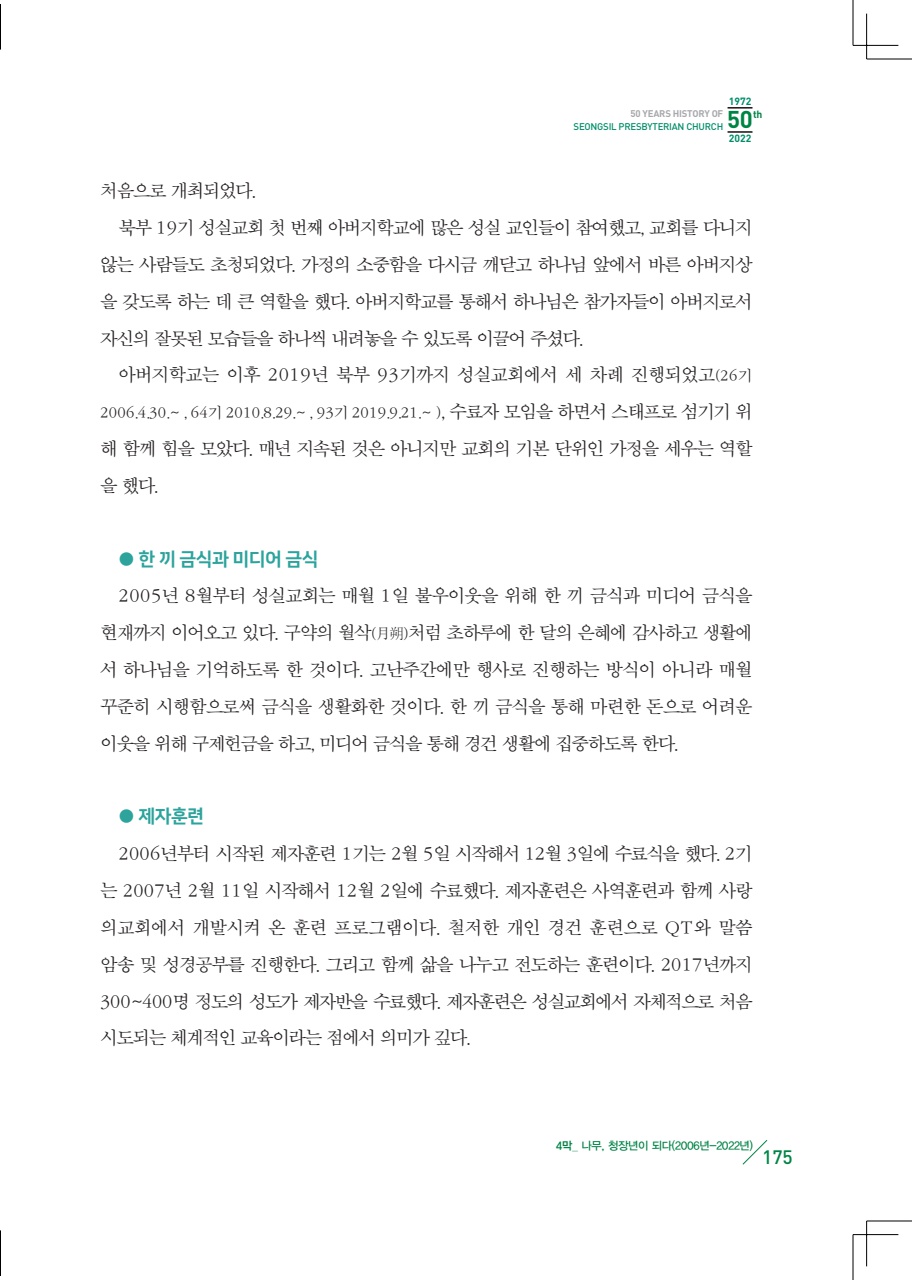 1972
50 YEARS HISTORY OF
SEONGSIL PRESBYTERIAN CHURCH
50th
2022
처음으로 개최되었다.
북부 19기 성실교회 첫 번째 아버지학교에 많은 성실 교인들이 참여했고, 교회를 다니지
않는 사람들도 초청되었다. 가정의 소중함을 다시금 깨닫고 하나님 앞에서 바른 아버지상
을 갖도록 하는 데 큰 역할을 했다. 아버지학교를 통해서 하나님은 참가자들이 아버지로서
자신의 잘못된 모습들을 하나씩 내려놓을 수 있도록 이끌어 주셨다.
아버지학교는 이후 2019년 북부 93기까지 성실교회에서 세 차례 진행되었고(26기
2006.4.30.~ , 64기 2010.8.29.~ , 93기 2019.9.21.~ ), 수료자 모임을 하면서 스태프로 섬기기 위
해 함께 힘을 모았다. 매년 지속된 것은 아니지만 교회의 기본 단위인 가정을 세우는 역할
을 했다.
● 한 끼 금식과 미디어 금식
2005년 8월부터 성실교회는 매월 1일 불우이웃을 위해 한 끼 금식과 미디어 금식을
현재까지 이어오고 있다. 구약의 월삭(月朔)처럼 초하루에 한 달의 은혜에 감사하고 생활에
서 하나님을 기억하도록 한 것이다. 고난주간에만 행사로 진행하는 방식이 아니라 매월
꾸준히 시행함으로써 금식을 생활화한 것이다. 한 끼 금식을 통해 마련한 돈으로 어려운
이웃을 위해 구제헌금을 하고, 미디어 금식을 통해 경건 생활에 집중하도록 한다.
● 제자훈련
2006년부터 시작된 제자훈련 1기는 2월 5일 시작해서 12월 3일에 수료식을 했다. 2기
는 2007년 2월 11일 시작해서 12월 2일에 수료했다. 제자훈련은 사역훈련과 함께 사랑
의교회에서 개발시켜 온 훈련 프로그램이다. 철저한 개인 경건 훈련으로 QT와 말씀
암송 및 성경공부를 진행한다. 그리고 함께 삶을 나누고 전도하는 훈련이다. 2017년까지
300~400명 정도의 성도가 제자반을 수료했다. 제자훈련은 성실교회에서 자체적으로 처음
시도되는 체계적인 교육이라는 점에서 의미가 깊다.
4막_ 나무, 청장년이 되다(2006년-2022년)
175